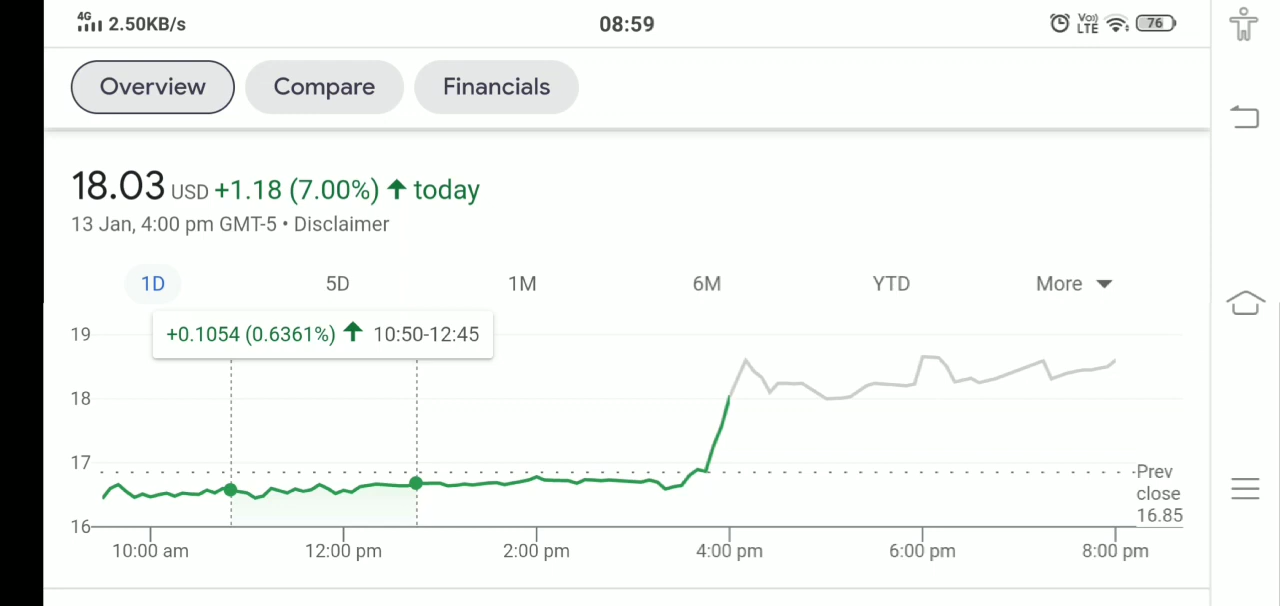 4G 2.50KB/s 08:59 Vo)) LTE 76
Overview Compare Financials
18.03 USD +1.18 (7.00%) today
13 Jan, 4:00 pm GMT-5 • Disclaimer
1D 5D 1M 6M YTD More
+0.1054 (0.6361%) 10:50-12:45
19
18
17
16
Prev
close
16.85
10:00 am 12:00 pm 2:00 pm 4:00 pm 6:00 pm 8:00 pm